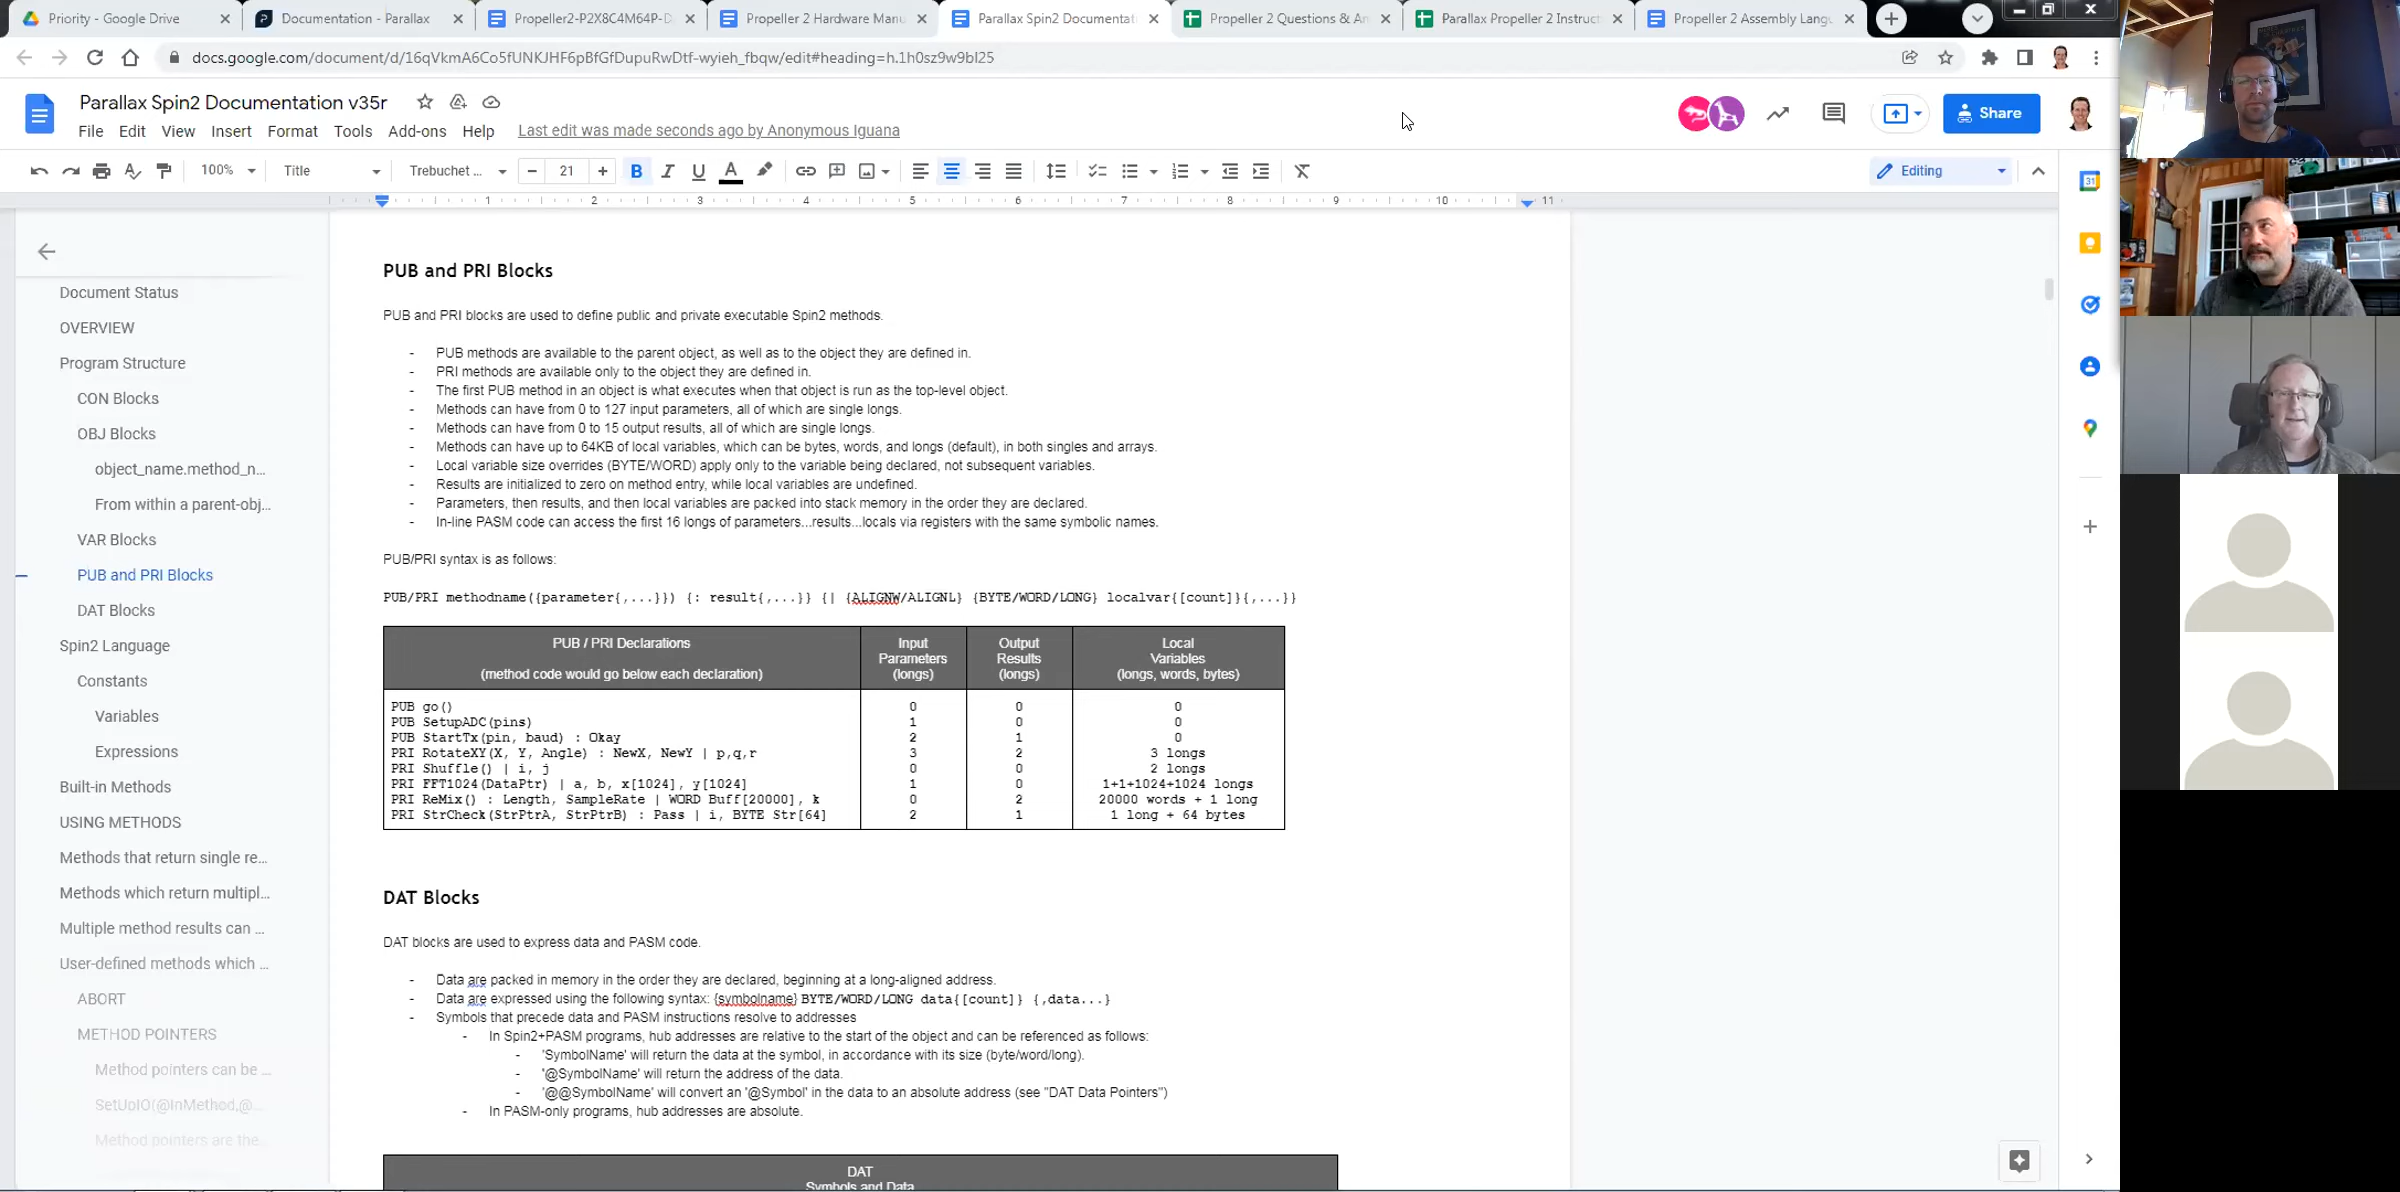 Priority - Google Drive
Documentation - Parallax
Propeller2-P2X8C4M64P-D
Propeller 2 Hardware Manu
Parallax Spin2 Documentat
Propeller 2 Questions & An
Parallax Propeller 2 Instruct
Propeller 2 Assembly Langu
docs.google.com/document/d/16qVkmA6Co5fUNKJHF6pBfGfDupuRwDtf-wyieh_fbqw/edit#heading=h.1h0sz9w9bl25
Parallax Spin2 Documentation v35r
File Edit View Insert Format Tools Add-ons Help Last edit was made seconds ago by Anonymous Iguana
Share
100% Title Trebuchet ... 21 B I U A Editing
1 2 3 4 5 6 7 8 9 10 11
31
Document Status
OVERVIEW
Program Structure
CON Blocks
OBJ Blocks
object_name.method_n...
From within a parent-obj...
VAR Blocks
PUB and PRI Blocks
DAT Blocks
Spin2 Language
Constants
Variables
Expressions
Built-in Methods
USING METHODS
Methods that return single re...
Methods which return multipl...
Multiple method results can ...
User-defined methods which ...
ABORT
METHOD POINTERS
Method pointers can be ...
SetUpIO(@InMethod,@...
Method pointers are the...
PUB and PRI Blocks
PUB and PRI blocks are used to define public and private executable Spin2 methods.
- PUB methods are available to the parent object, as well as to the object they are defined in.
- PRI methods are available only to the object they are defined in.
- The first PUB method in an object is what executes when that object is run as the top-level object.
- Methods can have from 0 to 127 input parameters, all of which are single longs.
- Methods can have from 0 to 15 output results, all of which are single longs.
- Methods can have up to 64KB of local variables, which can be bytes, words, and longs (default), in both singles and arrays.
- Local variable size overrides (BYTE/WORD) apply only to the variable being declared, not subsequent variables.
- Results are initialized to zero on method entry, while local variables are undefined.
- Parameters, then results, and then local variables are packed into stack memory in the order they are declared.
- In-line PASM code can access the first 16 longs of parameters...results...locals via registers with the same symbolic names.
PUB/PRI syntax is as follows:
PUB/PRI methodname({parameter{,...}}) {: result{,...}} {| {ALIGNW/ALIGNL} {BYTE/WORD/LONG} localvar{[count]}{,...}}
PUB / PRI Declarations
(method code would go below each declaration)
Input
Parameters
(longs)
Output
Results
(longs)
Local
Variables
(longs, words, bytes)
PUB go() 0 0 0
PUB SetupADC(pins) 1 0 0
PUB StartTx(pin, baud) : Okay 2 1 0
PRI RotateXY(X, Y, Angle) : NewX, NewY | p,q,r 3 2 3 longs
PRI Shuffle() | i, j 0 0 2 longs
PRI FFT1024(DataPtr) | a, b, x[1024], y[1024] 1 0 1+1+1024+1024 longs
PRI ReMix() : Length, SampleRate | WORD Buff[20000], k 0 2 20000 words + 1 long
PRI StrCheck(StrPtrA, StrPtrB) : Pass | i, BYTE Str[64] 2 1 1 long + 64 bytes
DAT Blocks
DAT blocks are used to express data and PASM code.
- Data are packed in memory in the order they are declared, beginning at a long-aligned address.
- Data are expressed using the following syntax: {symbolname} BYTE/WORD/LONG data{[count]} {,data...}
- Symbols that precede data and PASM instructions resolve to addresses
- In Spin2+PASM programs, hub addresses are relative to the start of the object and can be referenced as follows:
- 'SymbolName' will return the data at the symbol, in accordance with its size (byte/word/long).
- '@SymbolName' will return the address of the data.
- '@@SymbolName' will convert an '@Symbol' in the data to an absolute address (see "DAT Data Pointers")
- In PASM-only programs, hub addresses are absolute.
DAT
Symbols and Data